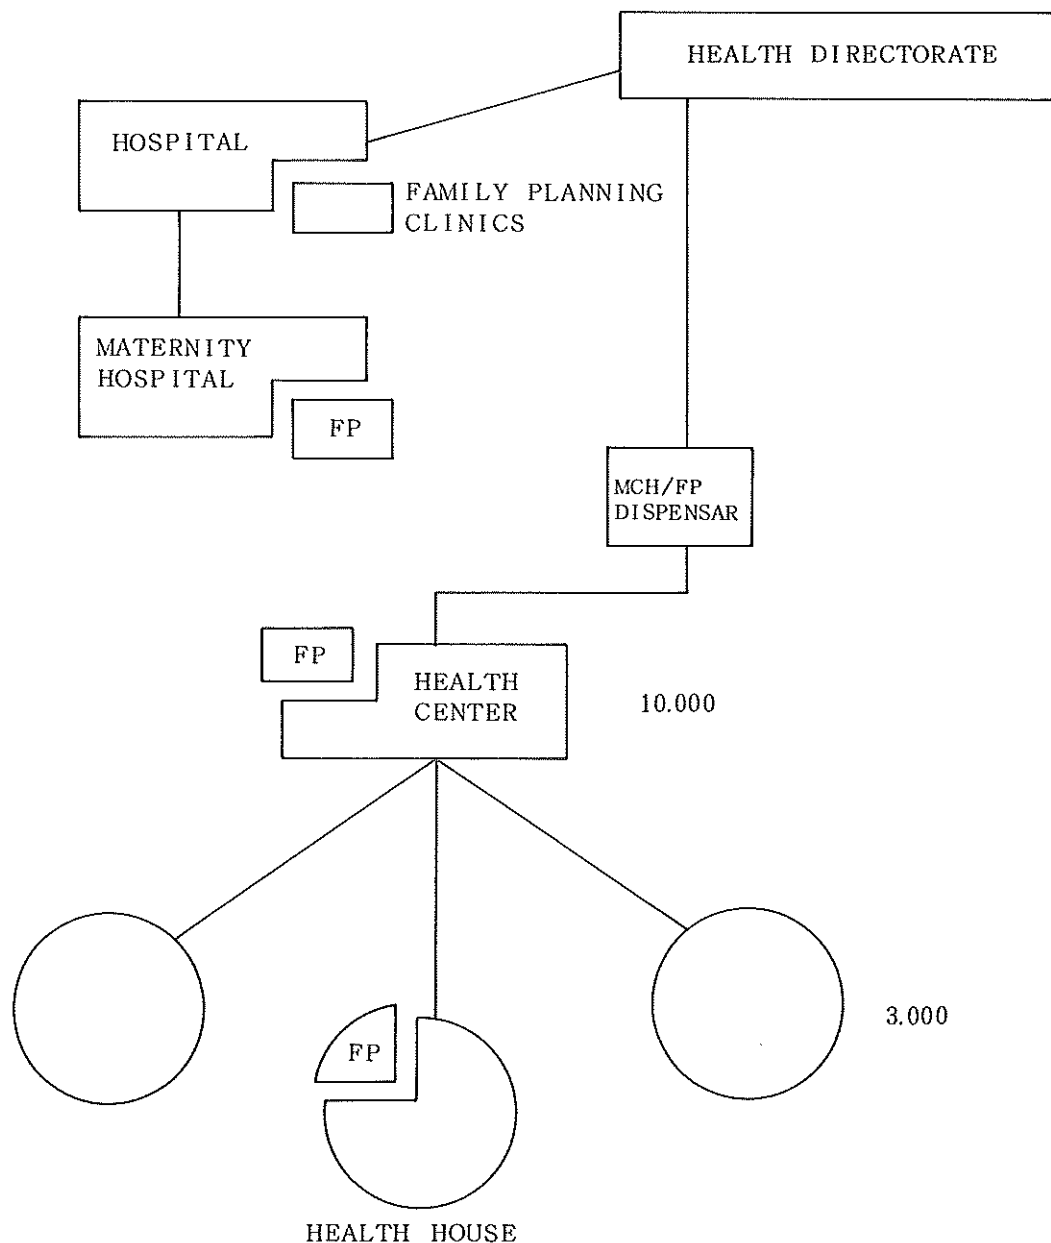 HEALTH DIRECTORATE
HOSPITAL
FAMILY PLANNING
CLINICS
MATERNITY
HOSPITAL
FP
MCH/FP
DISPENSAR
FP
HEALTH
CENTER
10.000
3.000
FP
HEALTH HOUSE